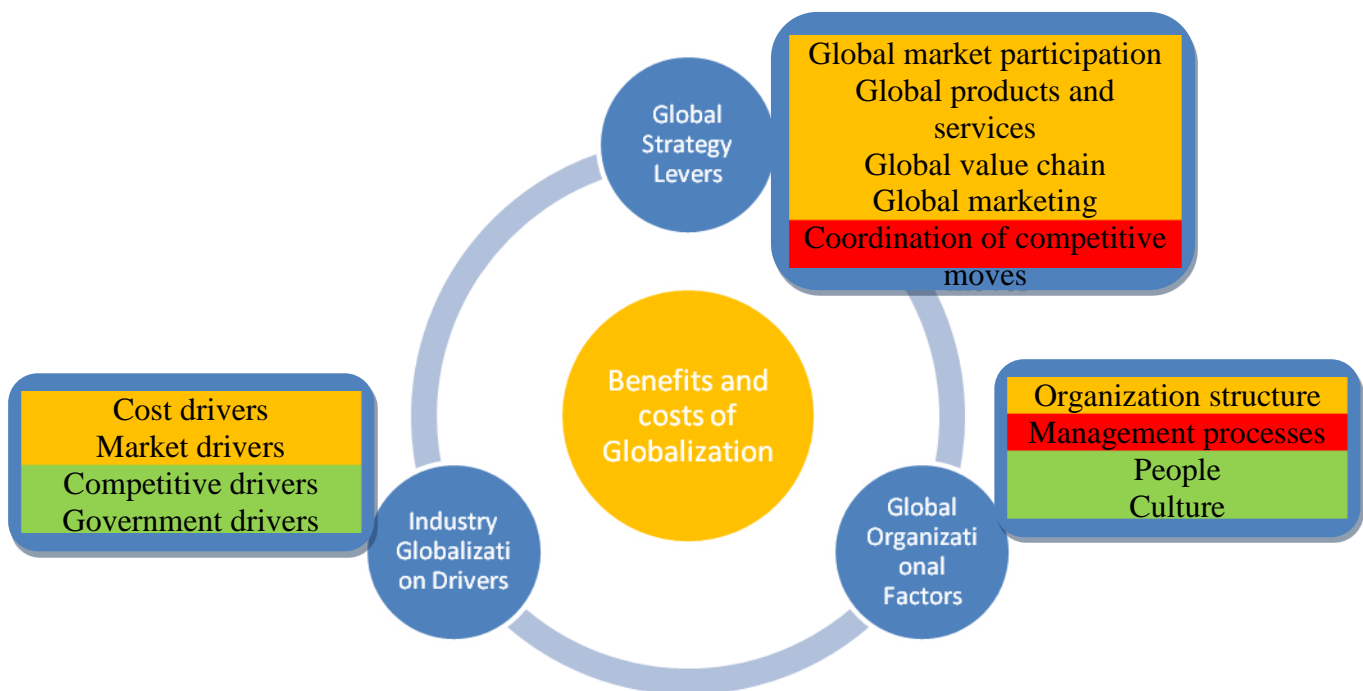 Global market participation
Global products and
services
Global value chain
Global marketing
Coordination of competitive
moves
Global
Strategy
Levers
Benefits and
costs of
Globalization
Cost drivers
Market drivers
Competitive drivers
Government drivers
Industry
Globalizati
on Drivers
Organization structure
Management processes
People
Culture
Global
Organizati
onal
Factors